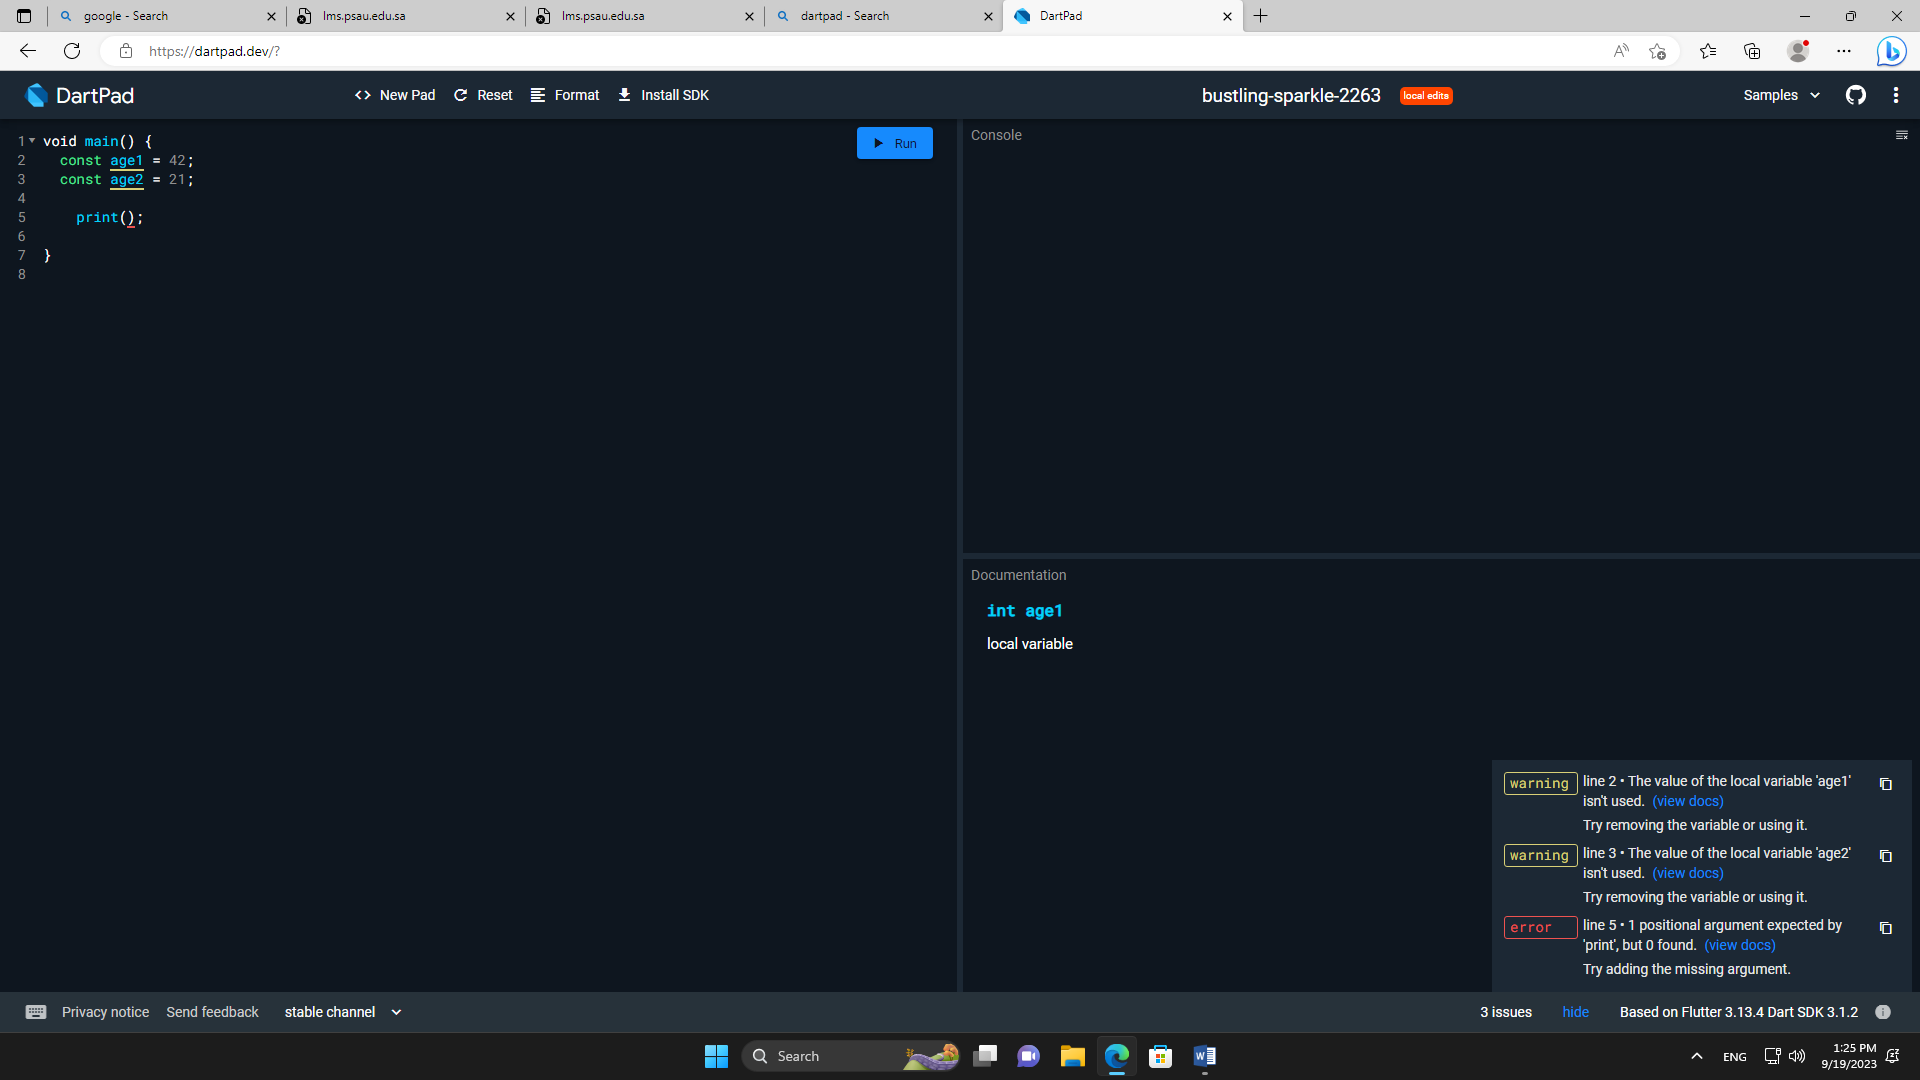 google - Search
lms.psau.edu.sa
lms.psau.edu.sa
dartpad - Search
DartPad
https://dartpad.dev/?
DartPad
New Pad
Reset
Format
Install SDK
bustling-sparkle-2263
local edits
Samples
1 void main() {
2 const age1 = 42;
3 const age2 = 21;
4
5 print();
6
7 }
8
Run
Console
Documentation
int age1
local variable
warning line 2 • The value of the local variable 'age1'
isn't used. (view docs)
Try removing the variable or using it.
warning line 3 • The value of the local variable 'age2'
isn't used. (view docs)
Try removing the variable or using it.
error line 5 • 1 positional argument expected by
'print', but 0 found. (view docs)
Try adding the missing argument.
Privacy notice
Send feedback
stable channel
3 issues
hide
Based on Flutter 3.13.4 Dart SDK 3.1.2
Search
ENG
1:25 PM
9/19/2023